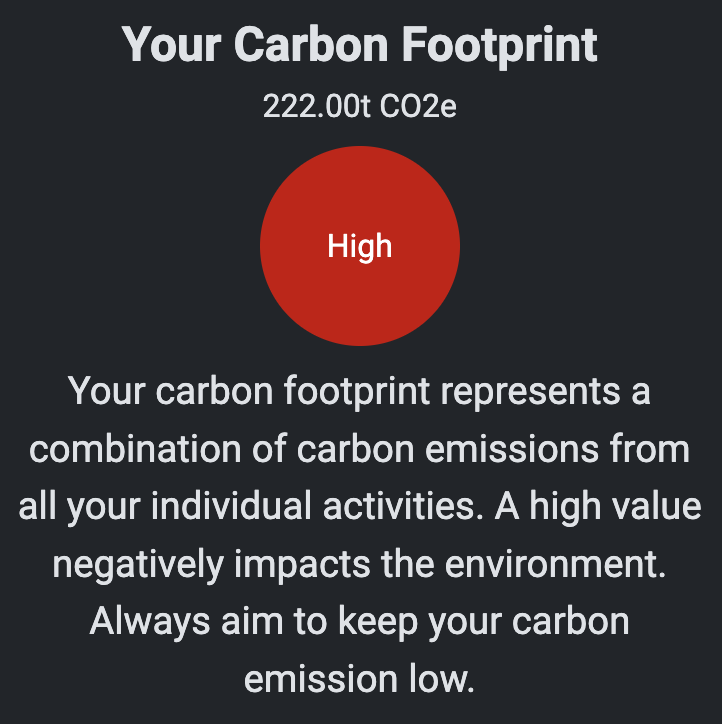 Your Carbon Footprint
222.00t CO2e
High
Your carbon footprint represents a
combination of carbon emissions from
all your individual activities. A high value
negatively impacts the environment.
Always aim to keep your carbon
emission low.